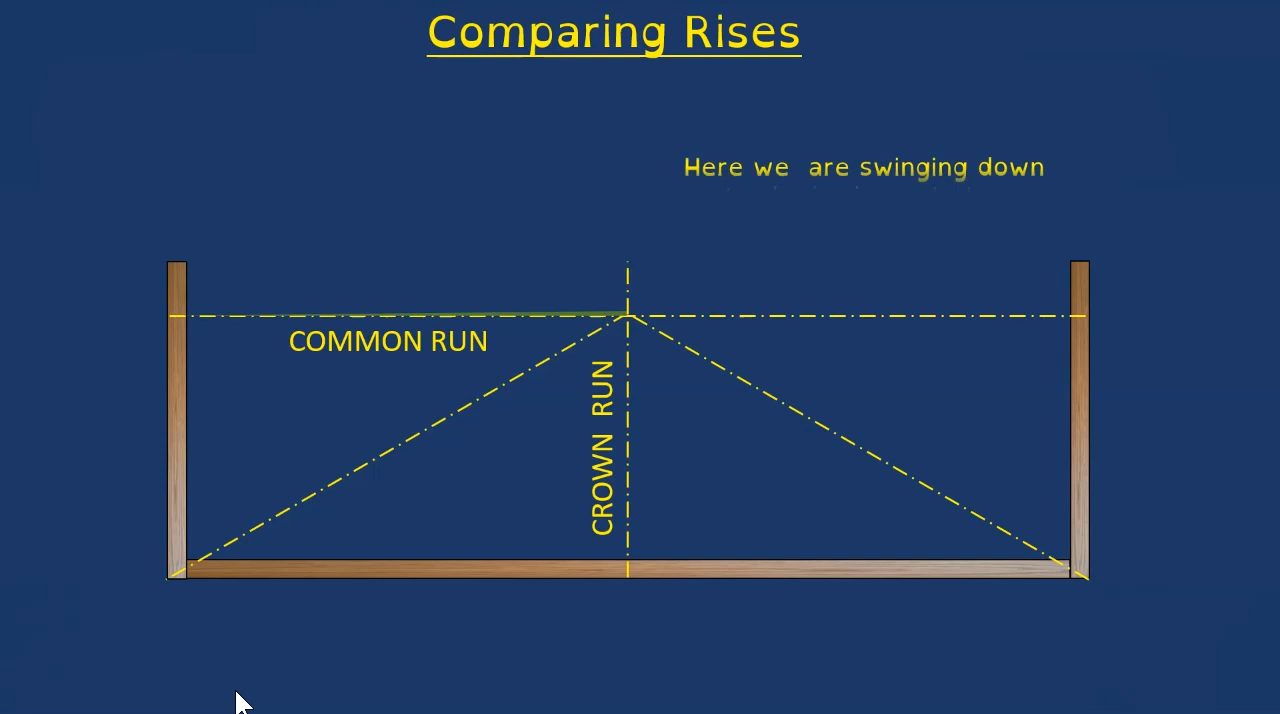 Comparing Rises
Here we are swinging down
COMMON RUN
CROWN RUN